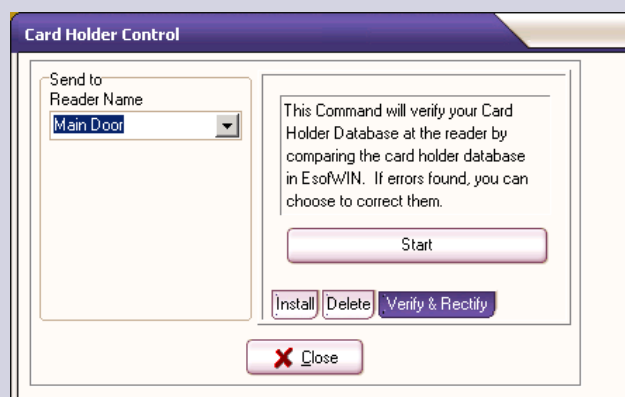 Card Holder Control
Send to
Reader Name
Main Door
This Command will verify your Card
Holder Database at the reader by
comparing the card holder database
in EsofWIN. If errors found, you can
choose to correct them.
Start
Install Delete Verify & Rectify
Close